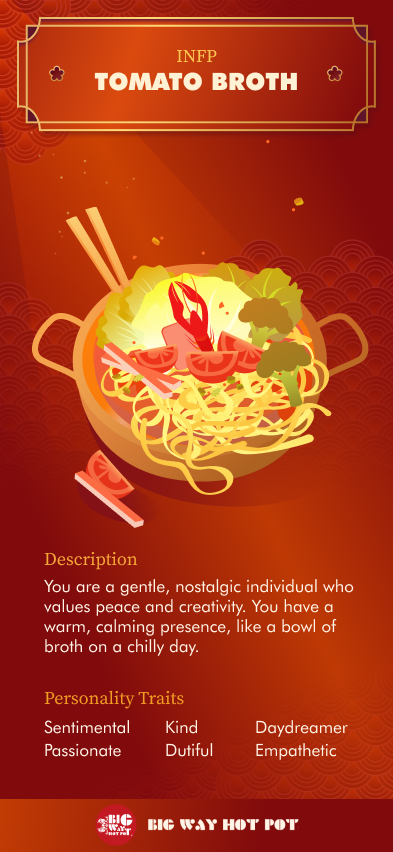 INFP
TOMATO BROTH
Description
You are a gentle, nostalgic individual who
values peace and creativity. You have a
warm, calming presence, like a bowl of
broth on a chilly day.
Personality Traits
Sentimental Kind Daydreamer
Passionate Dutiful Empathetic
BIG
WAY
HOT POT
BIG WAY HOT POT